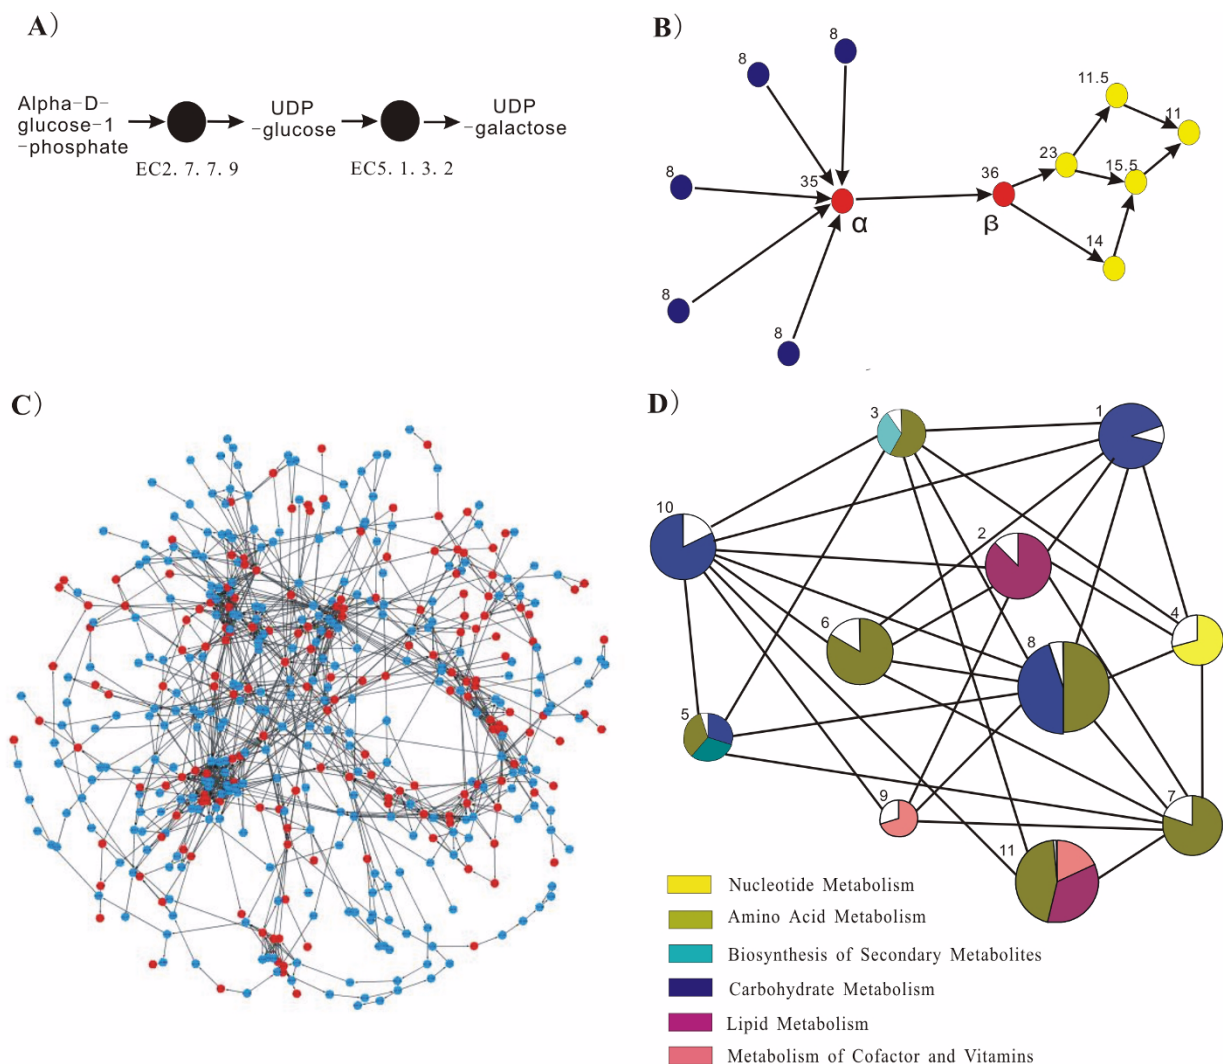 A)
Alpha-D-
glucose-1
-phosphate
EC2. 7. 7. 9
UDP
-glucose
EC5. 1. 3. 2
UDP
-galactose
B)
8
8
8
8
8
35
α
36
β
23
11.5
11
15.5
14
C)
D)
3
1
10
2
6
8
4
5
9
7
11
Nucleotide Metabolism
Amino Acid Metabolism
Biosynthesis of Secondary Metabolites
Carbohydrate Metabolism
Lipid Metabolism
Metabolism of Cofactor and Vitamins